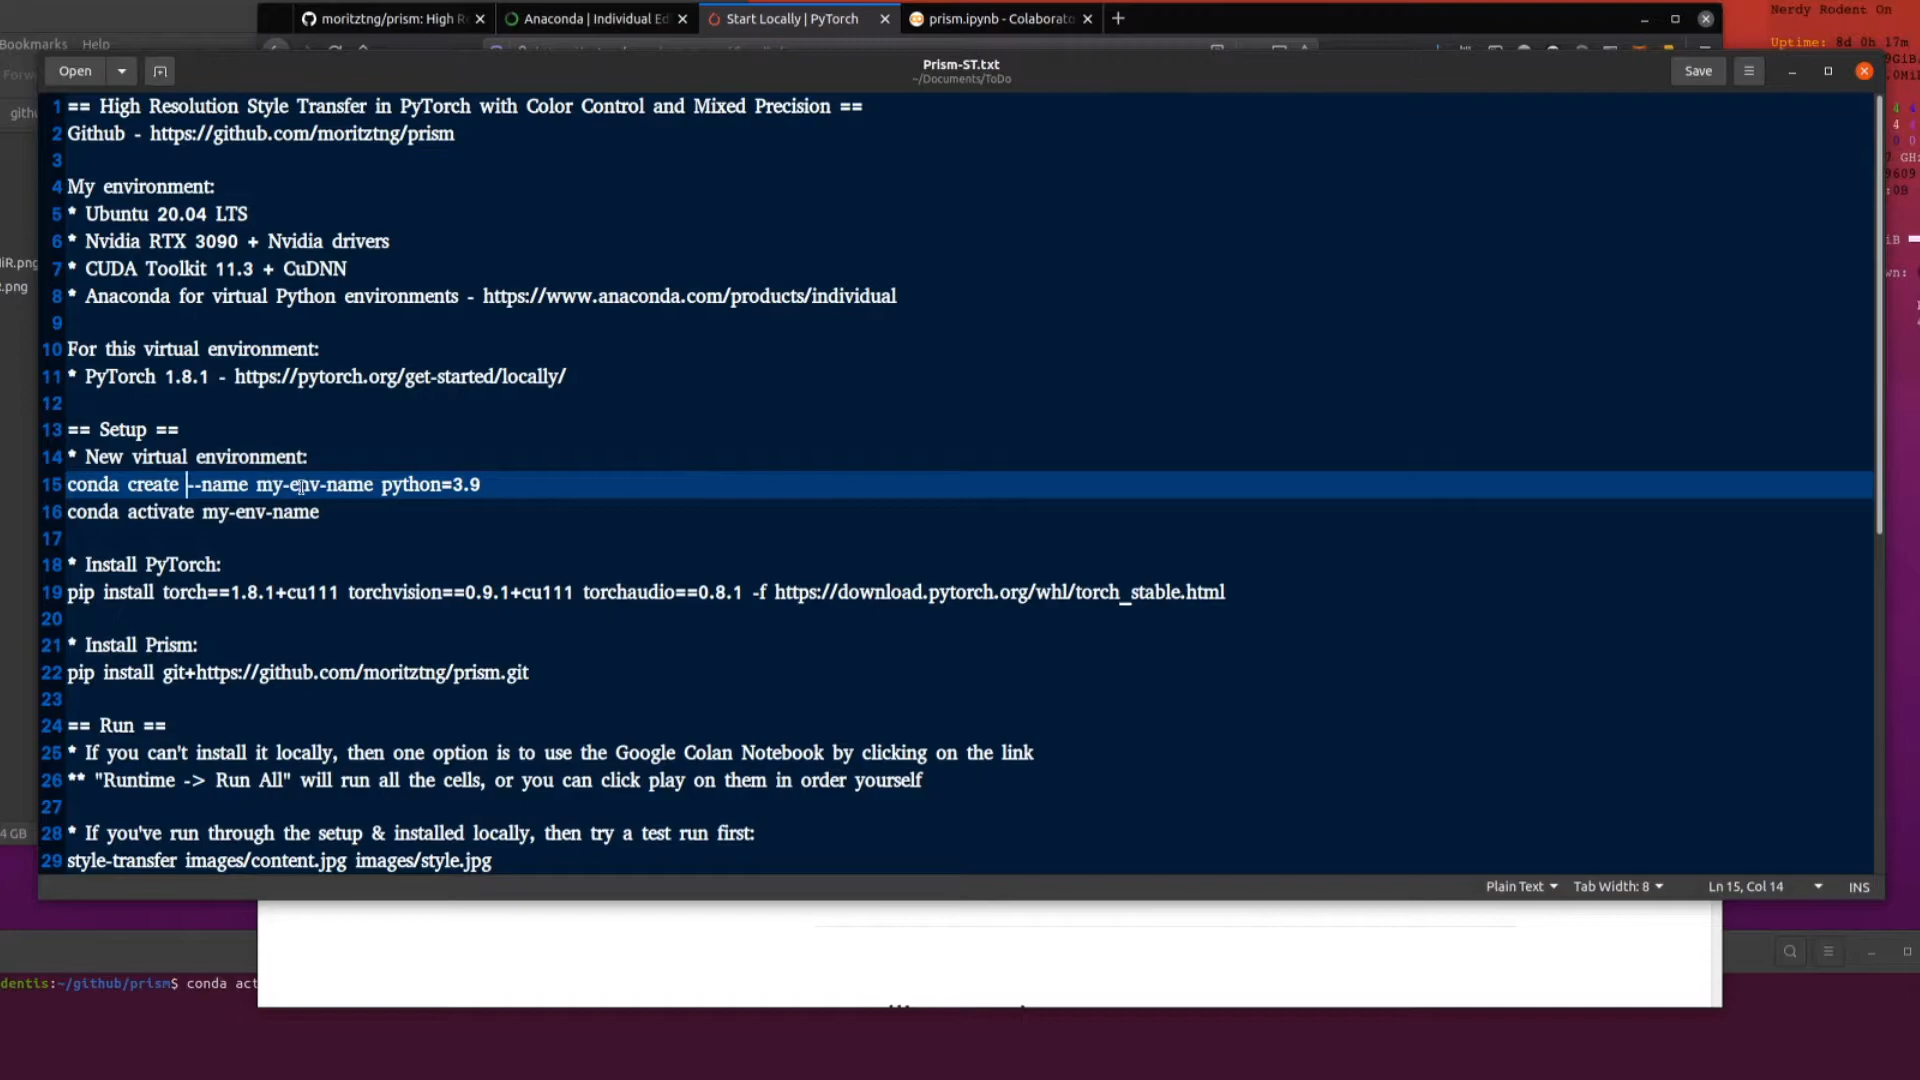 moritztng/prism: High R
Anaconda | Individual Ed
Start Locally | PyTorch
prism.ipynb - Colaborato
Nerdy Rodent On
Bookmarks Help
Uptime: 8d 0h 17m
Open
Prism-ST.txt
~/Documents/ToDo
Save
1 == High Resolution Style Transfer in PyTorch with Color Control and Mixed Precision ==
2 Github - https://github.com/moritztng/prism
3
4 My environment:
5 * Ubuntu 20.04 LTS
6 * Nvidia RTX 3090 + Nvidia drivers
7 * CUDA Toolkit 11.3 + CuDNN
8 * Anaconda for virtual Python environments - https://www.anaconda.com/products/individual
9
10 For this virtual environment:
11 * PyTorch 1.8.1 - https://pytorch.org/get-started/locally/
12
13 == Setup ==
14 * New virtual environment:
15 conda create --name my-env-name python=3.9
16 conda activate my-env-name
17
18 * Install PyTorch:
19 pip install torch==1.8.1+cu111 torchvision==0.9.1+cu111 torchaudio==0.8.1 -f https://download.pytorch.org/whl/torch_stable.html
20
21 * Install Prism:
22 pip install git+https://github.com/moritztng/prism.git
23
24 == Run ==
25 * If you can't install it locally, then one option is to use the Google Colan Notebook by clicking on the link
26 ** "Runtime -> Run All" will run all the cells, or you can click play on them in order yourself
27
28 * If you've run through the setup & installed locally, then try a test run first:
29 style-transfer images/content.jpg images/style.jpg
Plain Text
Tab Width: 8
Ln 15, Col 14
INS
dentis:~/github/prism$ conda act